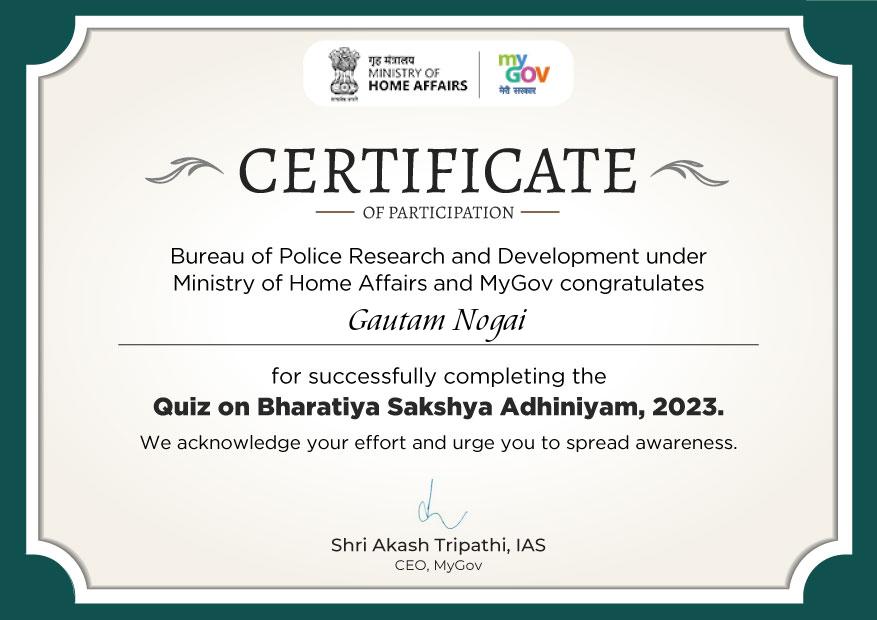 गृह मंत्रालय
MINISTRY OF
HOME AFFAIRS
सत्यमेव जयते
my
GOV
मेरी सरकार
CERTIFICATE
OF PARTICIPATION
Bureau of Police Research and Development under
Ministry of Home Affairs and MyGov congratulates
Gautam Nogai
for successfully completing the
Quiz on Bharatiya Sakshya Adhiniyam, 2023.
We acknowledge your effort and urge you to spread awareness.
Shri Akash Tripathi, IAS
CEO, MyGov